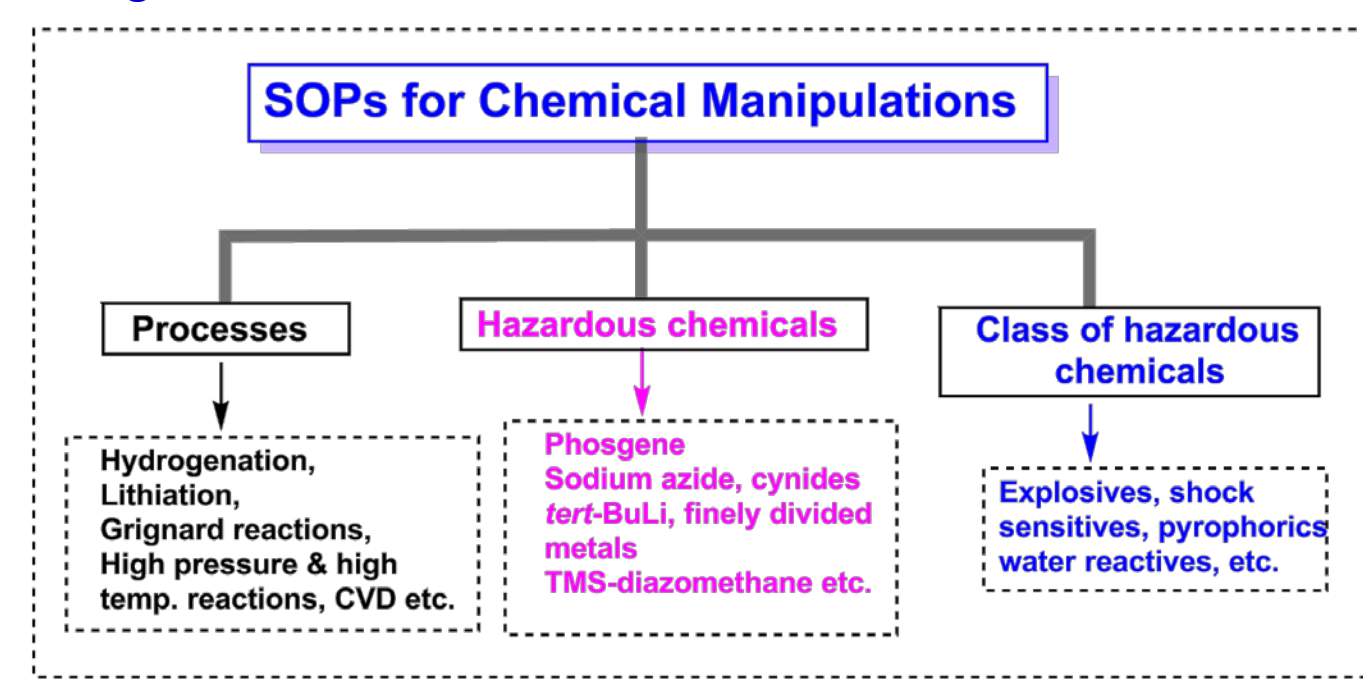 SOPs for Chemical Manipulations
Processes
Hydrogenation,
Lithiation,
Grignard reactions,
High pressure & high
temp. reactions, CVD etc.
Hazardous chemicals
Phosgene
Sodium azide, cynides
tert-BuLi, finely divided
metals
TMS-diazomethane etc.
Class of hazardous
chemicals
Explosives, shock
sensitives, pyrophorics
water reactives, etc.